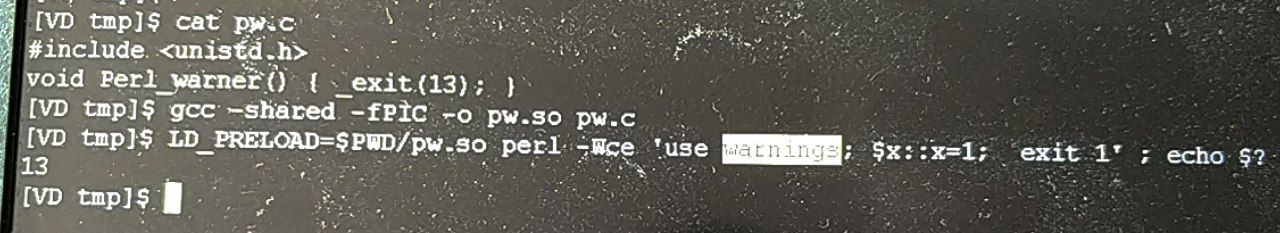 [VD tmp]$ cat pw.c
#include <unistd.h>
void Perl_warner() { _exit(13); }
[VD tmp]$ gcc -shared -fPIC -o pw.so pw.c
[VD tmp]$ LD_PRELOAD=$PWD/pw.so perl -Wce 'use warnings; $x::x=1;  exit 1' ; echo $?
13
[VD tmp]$